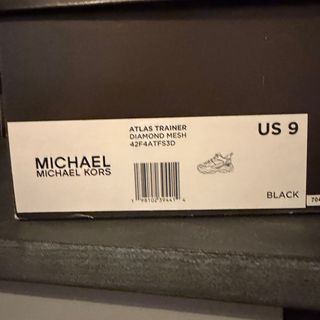 ATLAS TRAINER
DIAMOND MESH
42F4ATFS3D
US 9
MICHAEL
MICHAEL KORS
BLACK